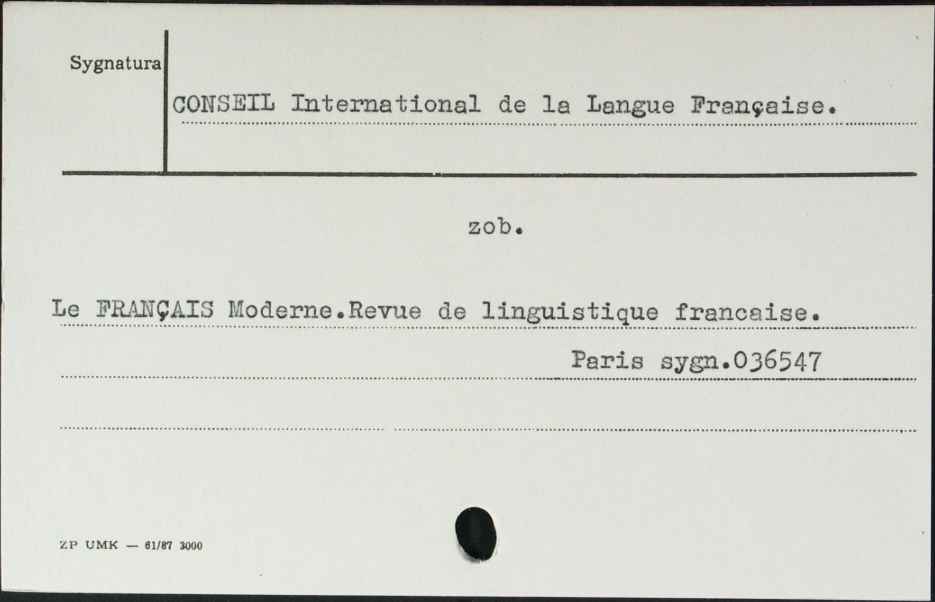 Sygnatura
CONSEIL International de la Langue Française.
zob.
Le FRANÇAIS Moderne.Revue de linguistique francaise.
Paris sygn.036547
ZP UMK — 61/87 3000